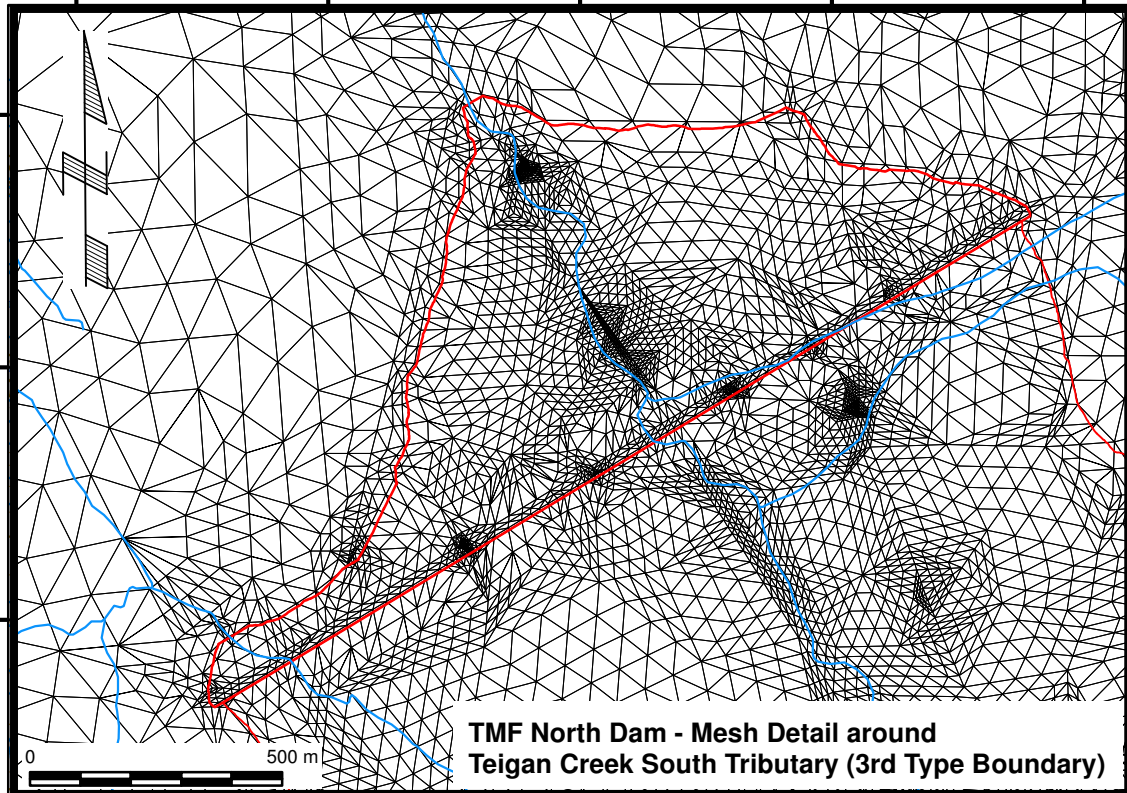 0 500 m
TMF North Dam - Mesh Detail around
Teigan Creek South Tributary (3rd Type Boundary)